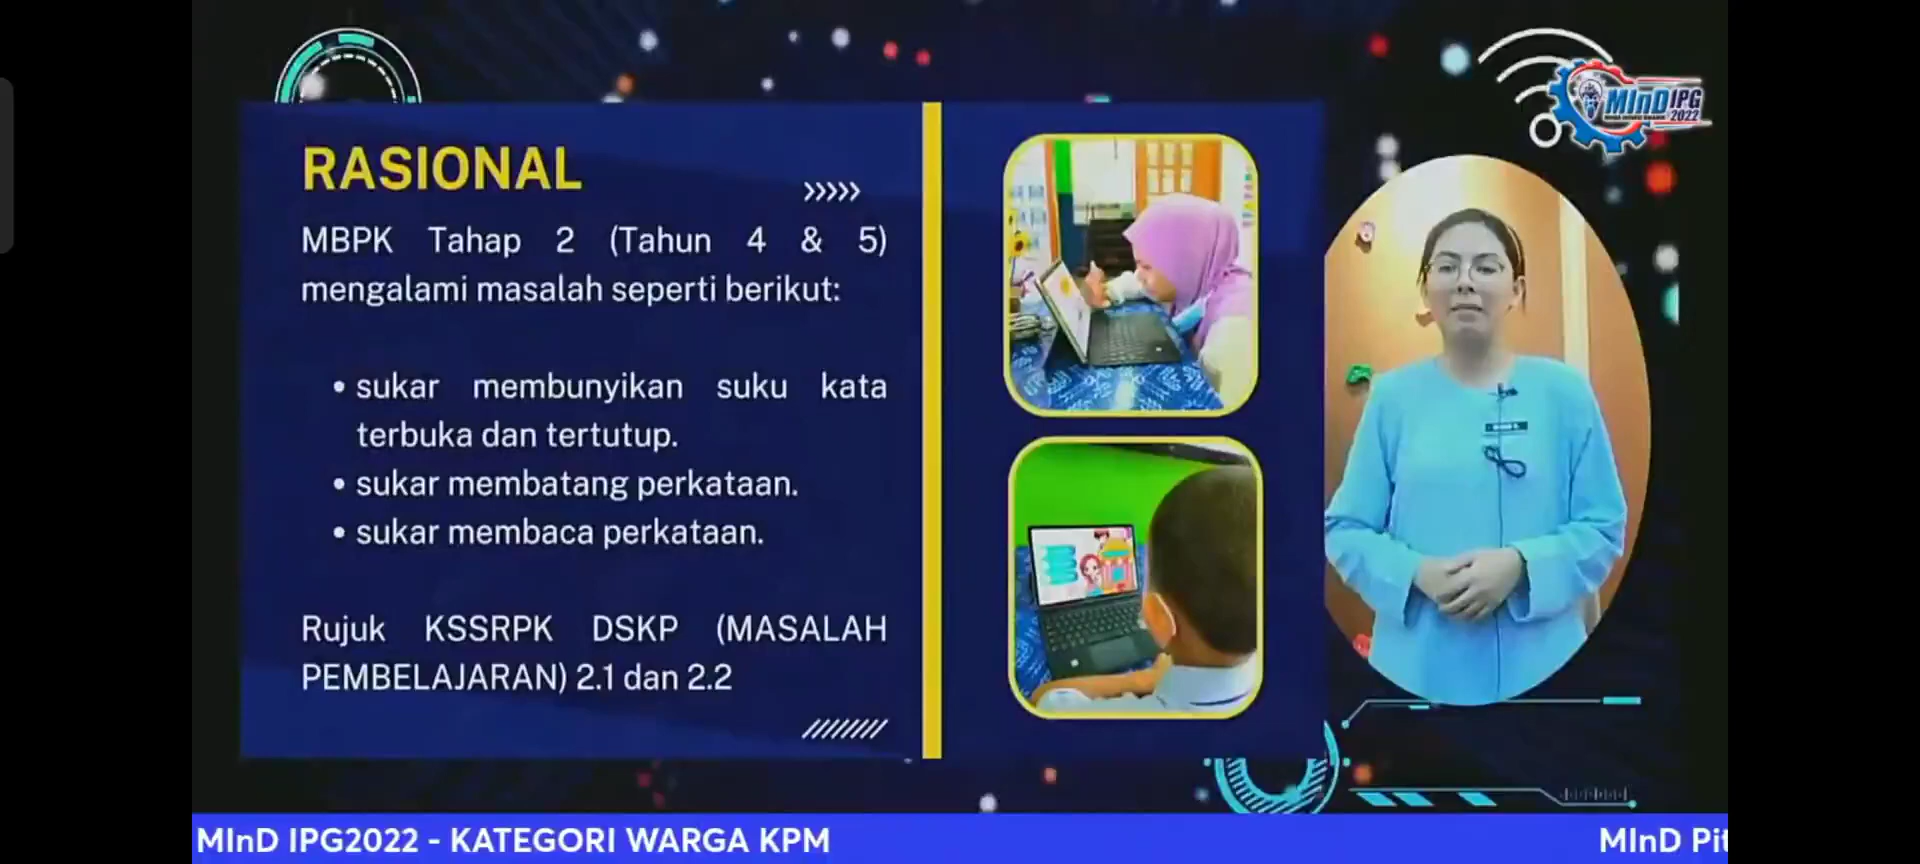 RASIONAL
MBPK Tahap 2 (Tahun 4 & 5)
mengalami masalah seperti berikut:
• sukar membunyikan suku kata
terbuka dan tertutup.
• sukar membatang perkataan.
• sukar membaca perkataan.
Rujuk KSSRPK DSKP (MASALAH
PEMBELAJARAN) 2.1 dan 2.2
MInD IPG
2022
MInD IPG2022 - KATEGORI WARGA KPM
MInD Pit